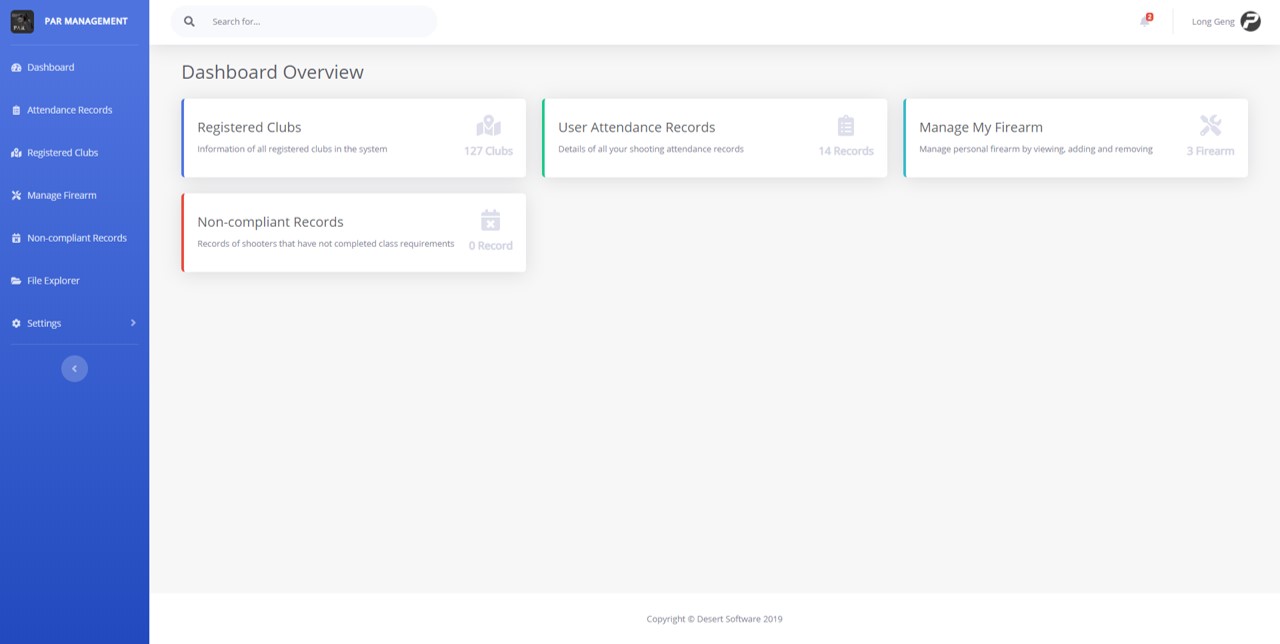 PAR MANAGEMENT
Dashboard
Attendance Records
Registered Clubs
Manage Firearm
Non-compliant Records
File Explorer
Settings
Search for...
2
Long Geng
Dashboard Overview
Registered Clubs
Information of all registered clubs in the system
127 Clubs
User Attendance Records
Details of all your shooting attendance records
14 Records
Manage My Firearm
Manage personal firearm by viewing, adding and removing
3 Firearm
Non-compliant Records
Records of shooters that have not completed class requirements
0 Record
Copyright © Desert Software 2019